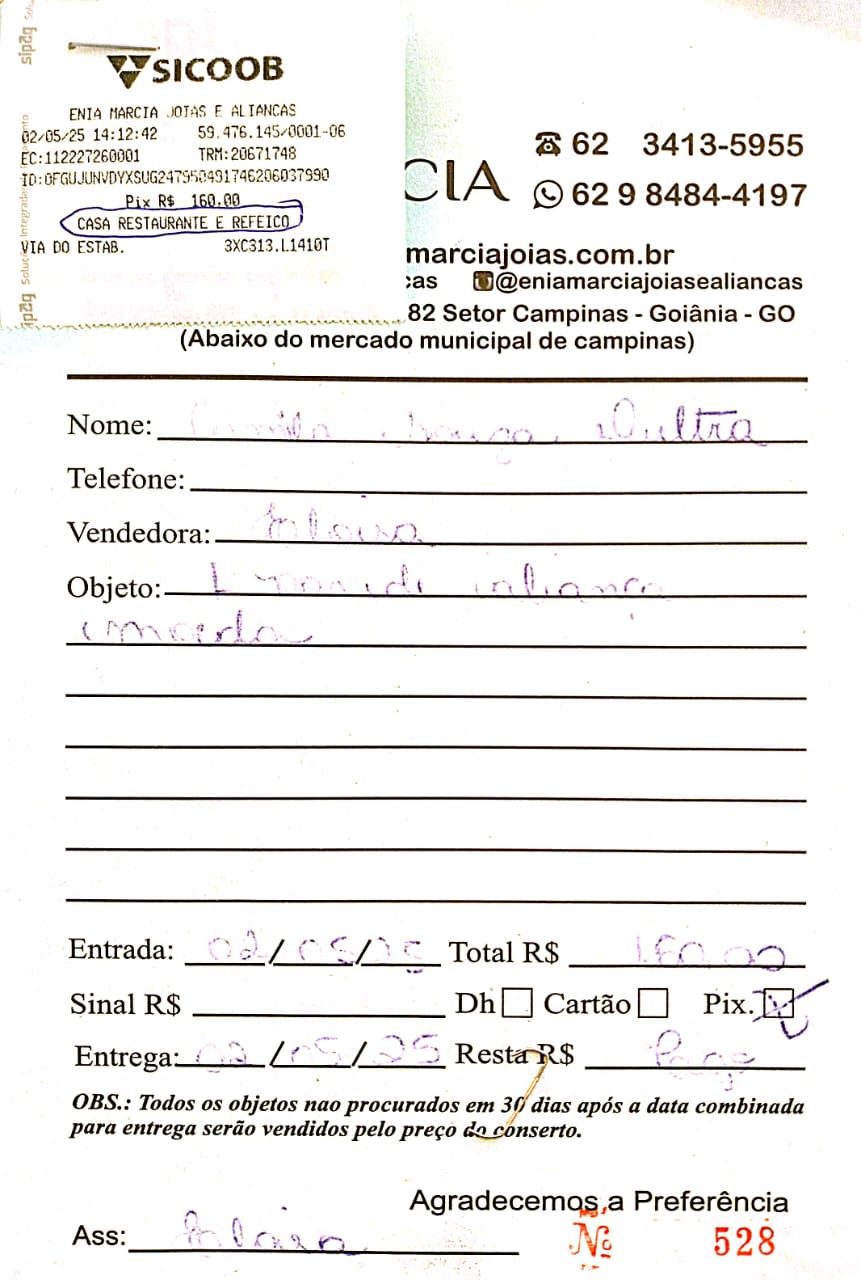 SICOOB
ENIA MARCIA JOIAS E ALIANCAS
02/05/25 14:12:42 59.476.145/0001-06
EC:112227260001 TRM:20671748
ID:OFGUJUNVDYXSUG247950491746206037990
Pix R$ 160.00
CASA RESTAURANTE E REFEICO
VIA DO ESTAB. 3XC313.L1410T
sipag
sipag
CIA
62 3413-5955
62 9 8484-4197
marciajoias.com.br
cas @eniamarciajoiasealiancas
82 Setor Campinas - Goiânia - GO
(Abaixo do mercado municipal de campinas)
Nome: Camila Souza Dultra
Telefone:
Vendedora:
Objeto: 1 par de aliança
moeda
Entrada: 02/05/25 Total R$ 160,00
Sinal R$ Dh Cartão Pix.
Entrega: 02/05/25 Resta R$ Pago
OBS.: Todos os objetos nao procurados em 30 dias após a data combinada
para entrega serão vendidos pelo preço do conserto.
Agradecemos a Preferência
Ass:
Nº 528